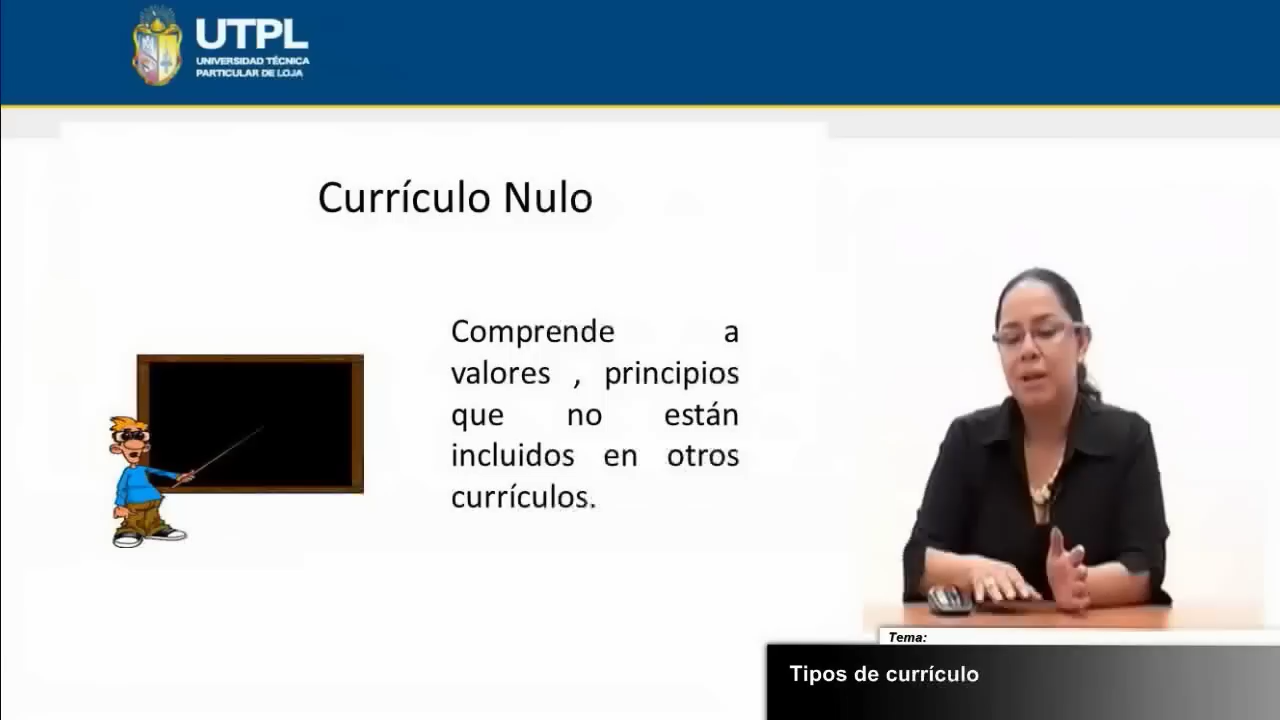 UTPL
UNIVERSIDAD TÉCNICA
PARTICULAR DE LOJA
Currículo Nulo
Comprende a
valores , principios
que no están
incluidos en otros
currículos.
Tema:
Tipos de currículo